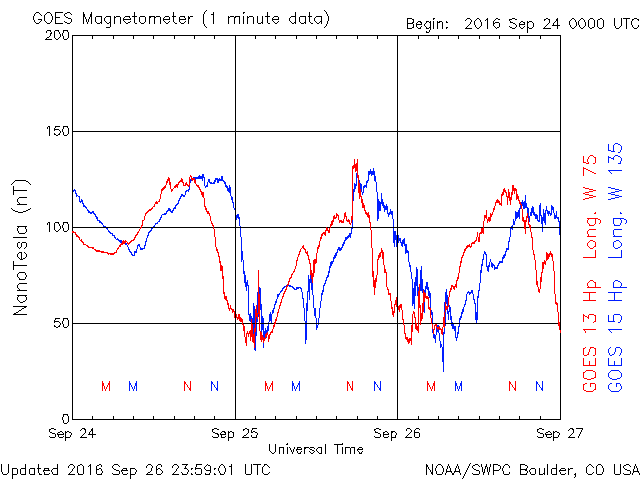 GOES Magnetometer (1 minute data)
Begin: 2016 Sep 24 0000 UTC
200
150
100
50
0
NanoTesla (nT)
M M N N M M N N M M N N
Sep 24 Sep 25 Sep 26 Sep 27
Universal Time
GOES 13 Hp Long. W 75
GOES 15 Hp Long. W 135
Updated 2016 Sep 26 23:59:01 UTC
NOAA/SWPC Boulder, CO USA